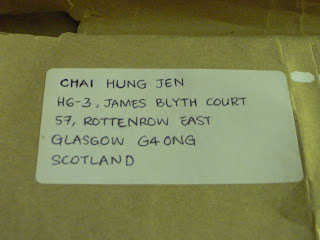 CHAI HUNG JEN
H6-3, JAMES BLYTH COURT
57, ROTTENROW EAST
GLASGOW G4 0NG
SCOTLAND